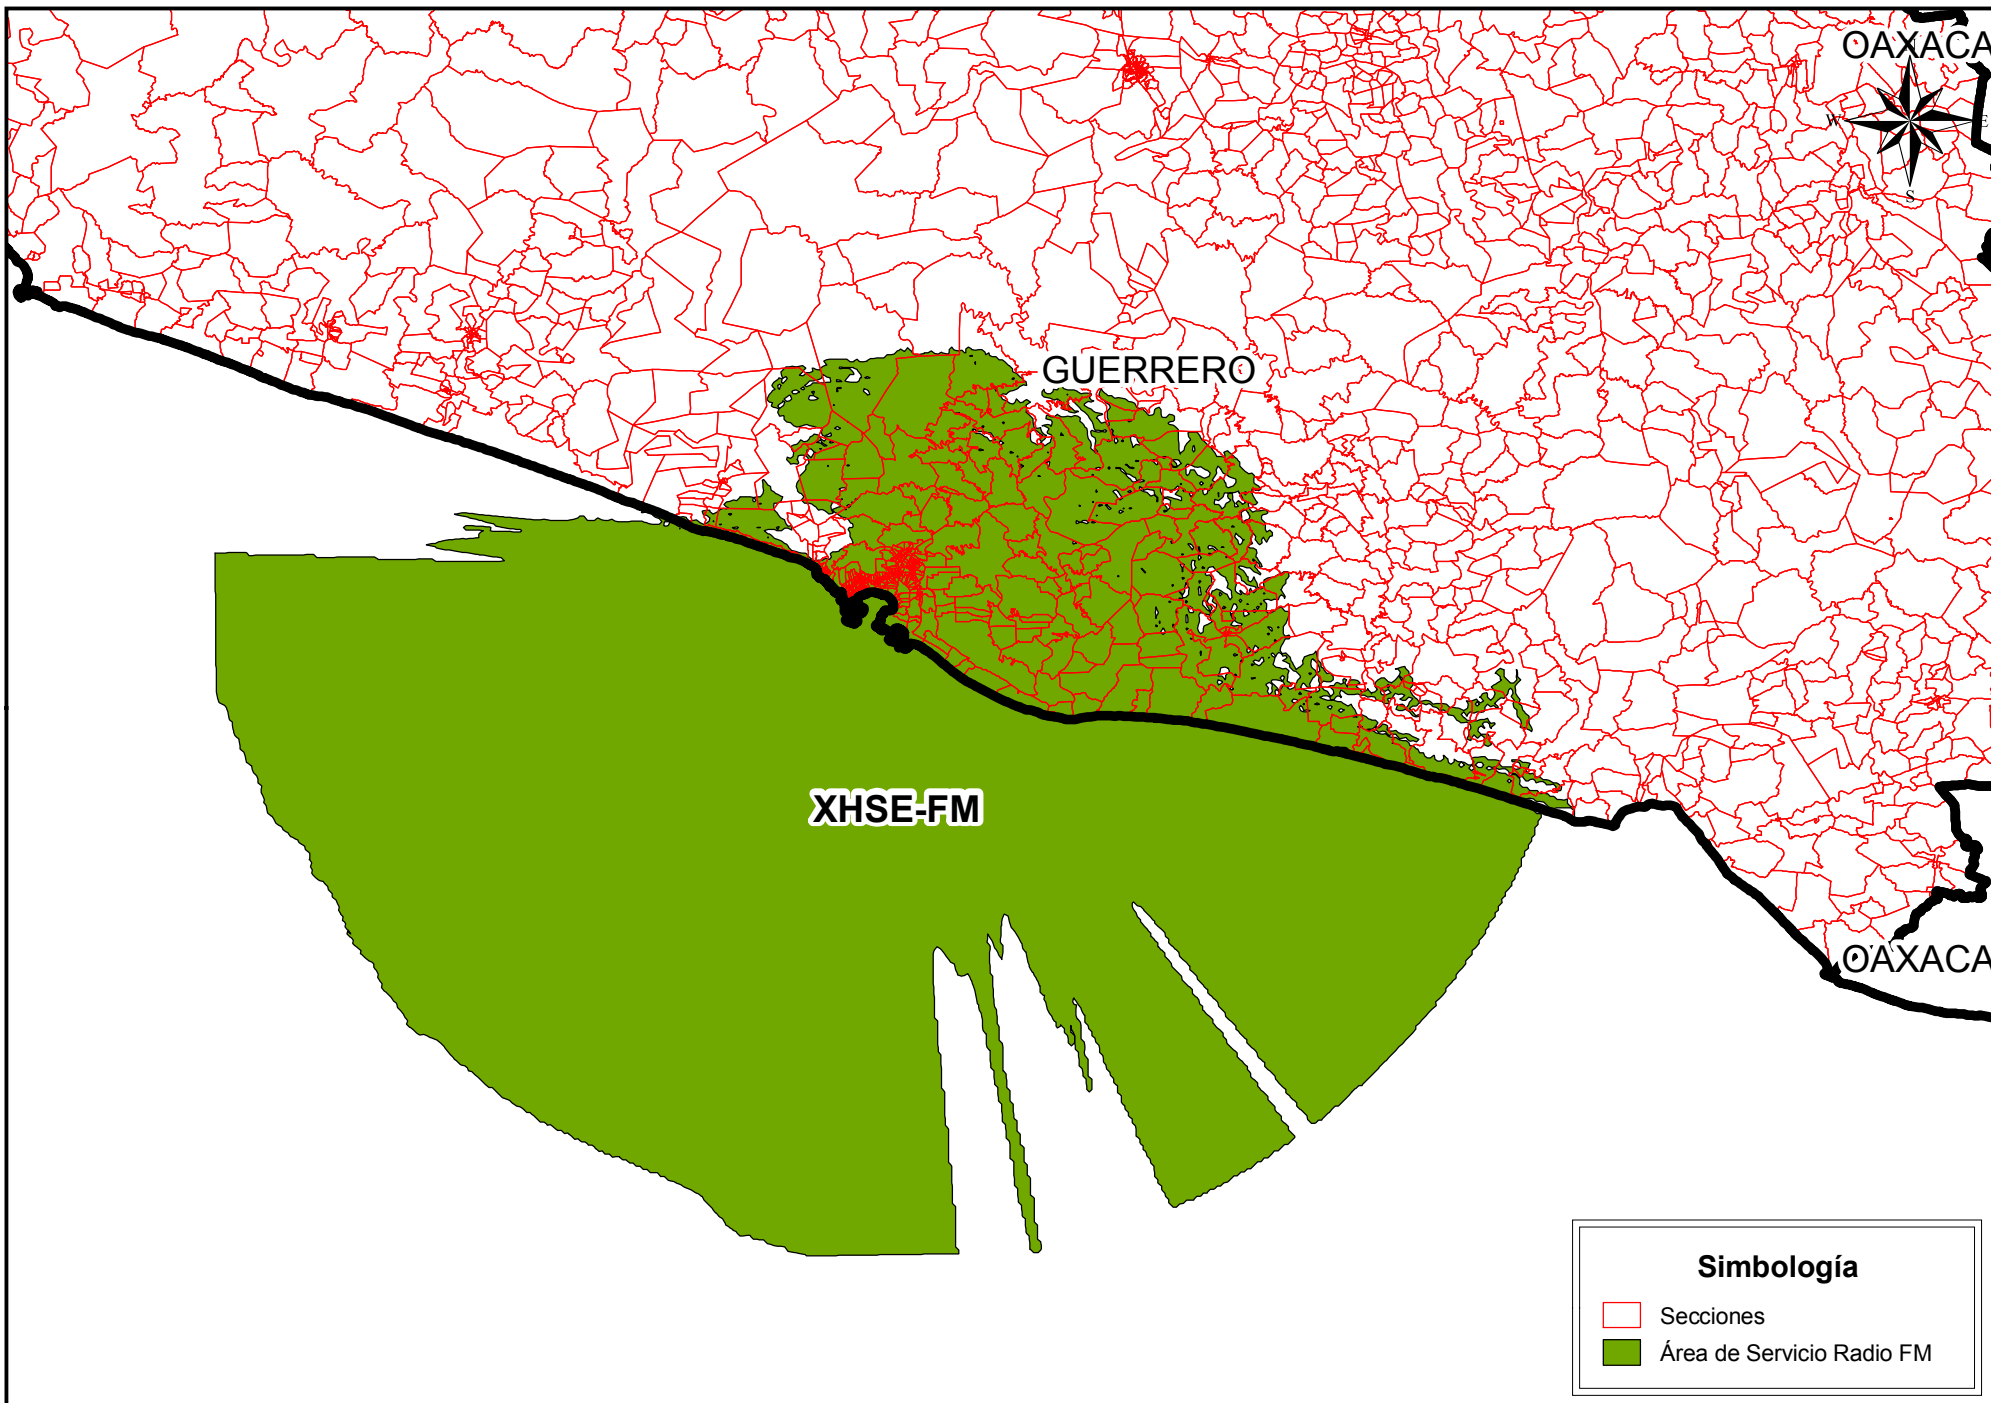 OAXACA
W
E
S
GUERRERO
XHSE-FM
OAXACA
Simbología
Secciones
Área de Servicio Radio FM